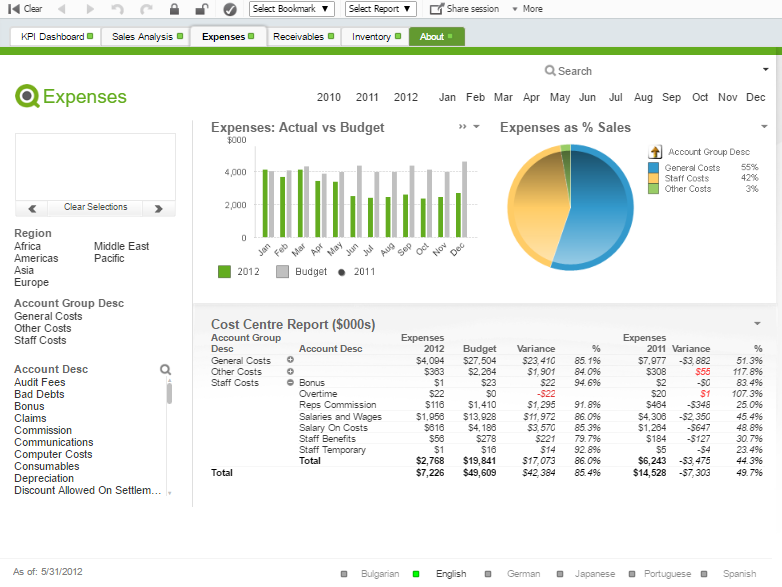 Clear
Select Bookmark ▼
Select Report ▼
Share session
More
KPI Dashboard
Sales Analysis
Expenses
Receivables
Inventory
About
Search
Expenses
2010 2011 2012 Jan Feb Mar Apr May Jun Jul Aug Sep Oct Nov Dec
Clear Selections
Region
Africa Middle East
Americas Pacific
Asia
Europe
Account Group Desc
General Costs
Other Costs
Staff Costs
Account Desc
Audit Fees
Bad Debts
Bonus
Claims
Commission
Communications
Computer Costs
Consumables
Depreciation
Discount Allowed On Settlem...
Expenses: Actual vs Budget
$000
4,000
2,000
0
Jan Feb Mar Apr May Jun Jul Aug Sep Oct Nov Dec
2012 Budget 2011
Expenses as % Sales
Account Group Desc
General Costs 55%
Staff Costs 42%
Other Costs 3%
Cost Centre Report ($000s)
Account Group Expenses Expenses
Desc Account Desc 2012 Budget Variance % 2011 Variance %
General Costs $4,094 $27,504 $23,410 85.1% $7,977 -$3,882 51.3%
Other Costs $363 $2,264 $1,901 84.0% $308 $55 117.8%
Staff Costs Bonus $1 $23 $22 94.6% $2 -$0 83.4%
Overtime $22 $0 -$22 $20 $1 107.3%
Reps Commission $116 $1,410 $1,295 91.8% $464 -$348 25.0%
Salaries and Wages $1,956 $13,928 $11,972 86.0% $4,306 -$2,350 45.4%
Salary On Costs $616 $4,186 $3,570 85.3% $1,264 -$647 48.8%
Staff Benefits $56 $278 $221 79.7% $184 -$127 30.7%
Staff Temporary $1 $16 $14 92.8% $5 -$4 23.4%
Total $2,768 $19,841 $17,073 86.0% $6,243 -$3,475 44.3%
Total $7,226 $49,609 $42,384 85.4% $14,528 -$7,303 49.7%
As of: 5/31/2012
Bulgarian English German Japanese Portuguese Spanish